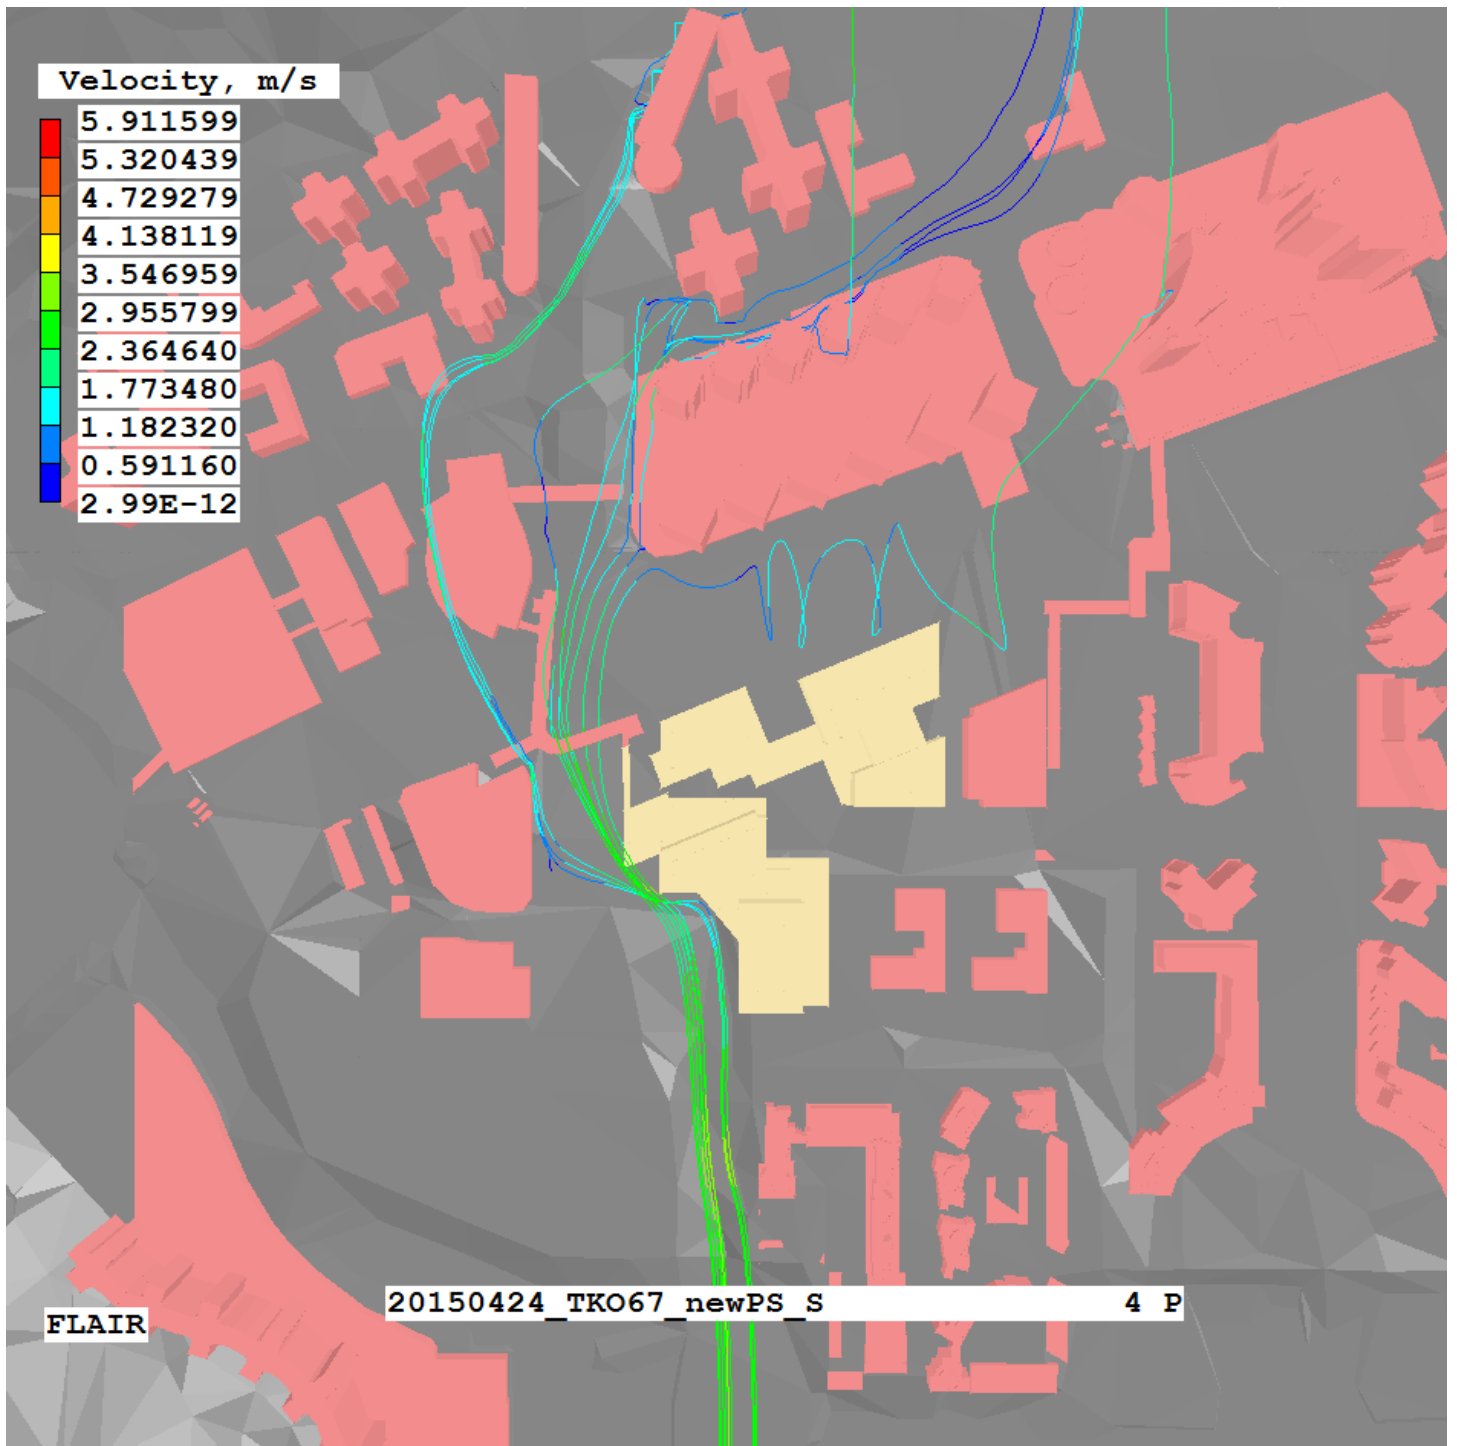 Velocity, m/s
5.911599
5.320439
4.729279
4.138119
3.546959
2.955799
2.364640
1.773480
1.182320
0.591160
2.99E-12
20150424_TKO67_newPS_S 4 P
FLAIR